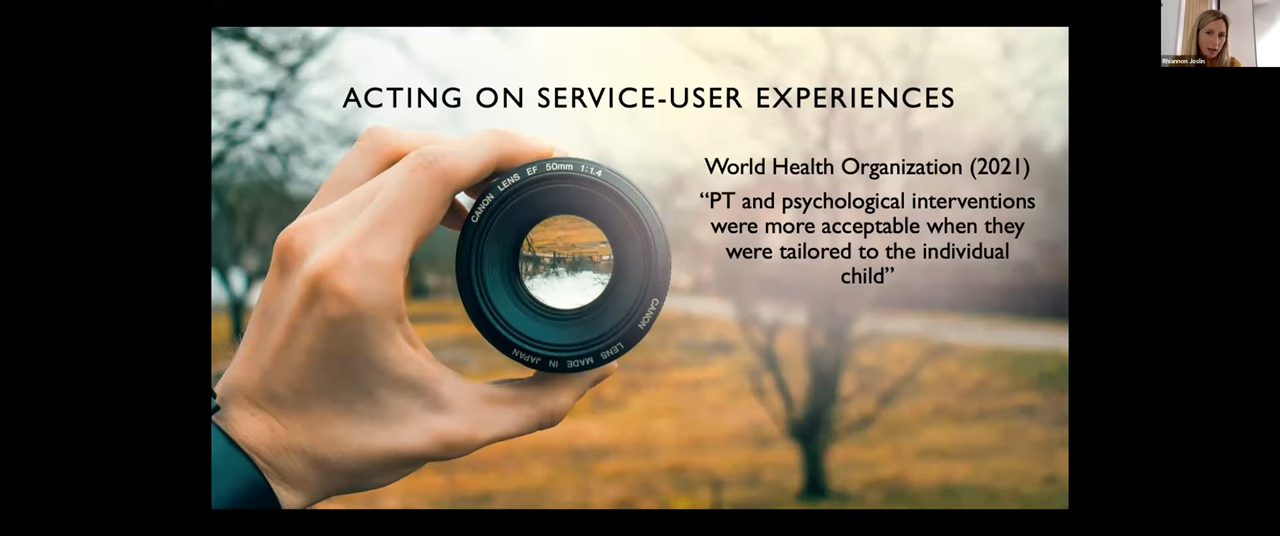 ACTING ON SERVICE-USER EXPERIENCES
World Health Organization (2021)
“PT and psychological interventions
were more acceptable when they
were tailored to the individual
child”
CANON LENS EF 50mm 1:1.4
CANON LENS MADE IN JAPAN
Rhiannon Joslin